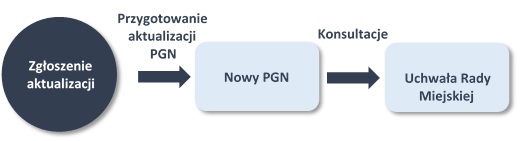 Zgłoszenie
aktualizacji
Przygotowanie
aktualizacji
PGN
Nowy PGN
Konsultacje
Uchwała Rady
Miejskiej